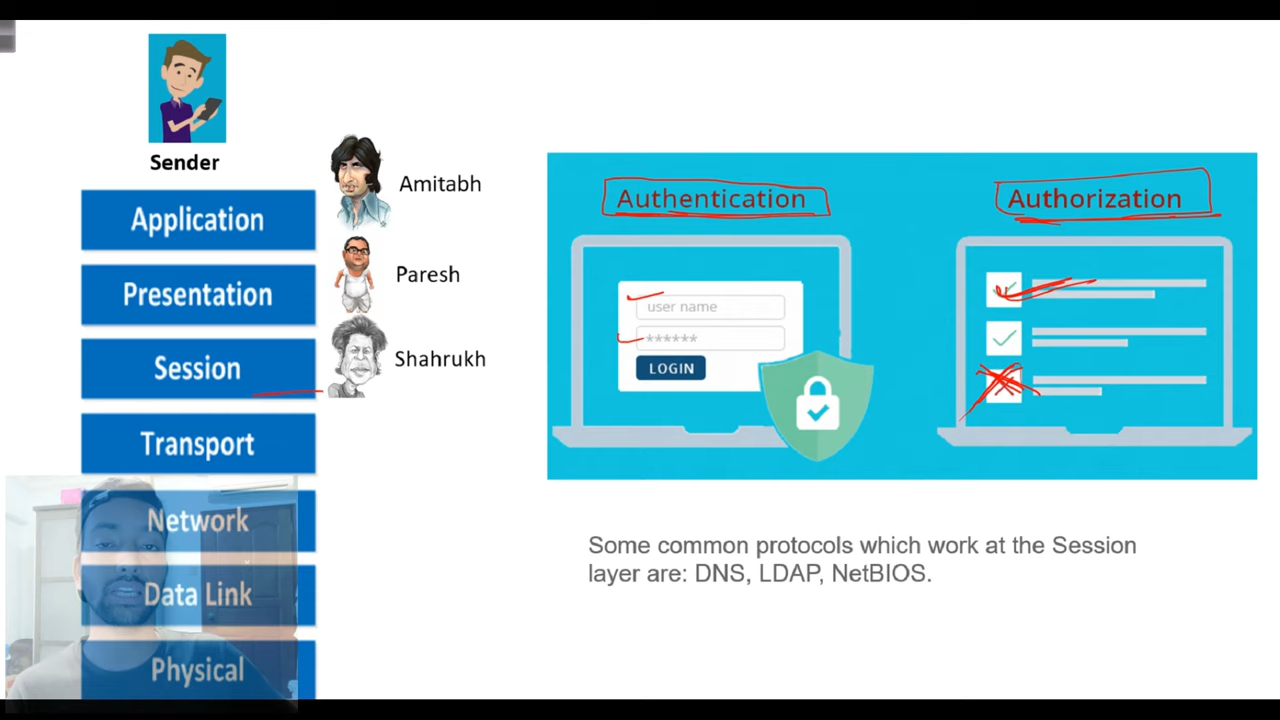 Sender
Application
Presentation
Session
Transport
Network
Data Link
Physical
Amitabh
Paresh
Shahrukh
Authentication
user name
******
LOGIN
Authorization
Some common protocols which work at the Session
layer are: DNS, LDAP, NetBIOS.